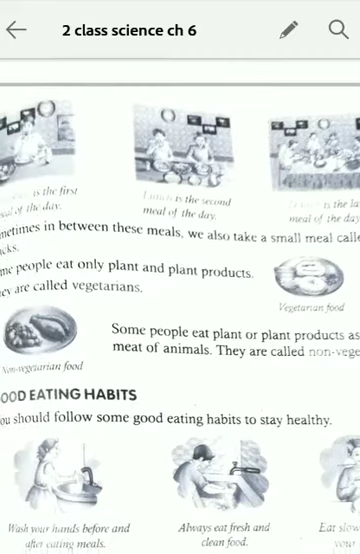 2 class science ch 6
is the first
meal of the day.
Lunch is the second
meal of the day.
is the la
meal of the day
metimes in between these meals, we also take a small meal calle
cks.
me people eat only plant and plant products.
ey are called vegetarians.
Vegetarian food
Some people eat plant or plant products as
meat of animals. They are called non-vege
Non-vegetarian food
OOD EATING HABITS
ou should follow some good eating habits to stay healthy.
Wash your hands before and
after eating meals.
Always eat fresh and
clean food.
Eat slow
your